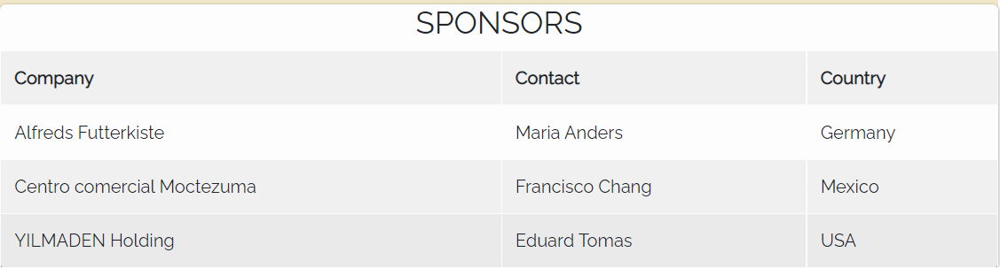 SPONSORS
Company Contact Country
Alfreds Futterkiste Maria Anders Germany
Centro comercial Moctezuma Francisco Chang Mexico
YILMADEN Holding Eduard Tomas USA